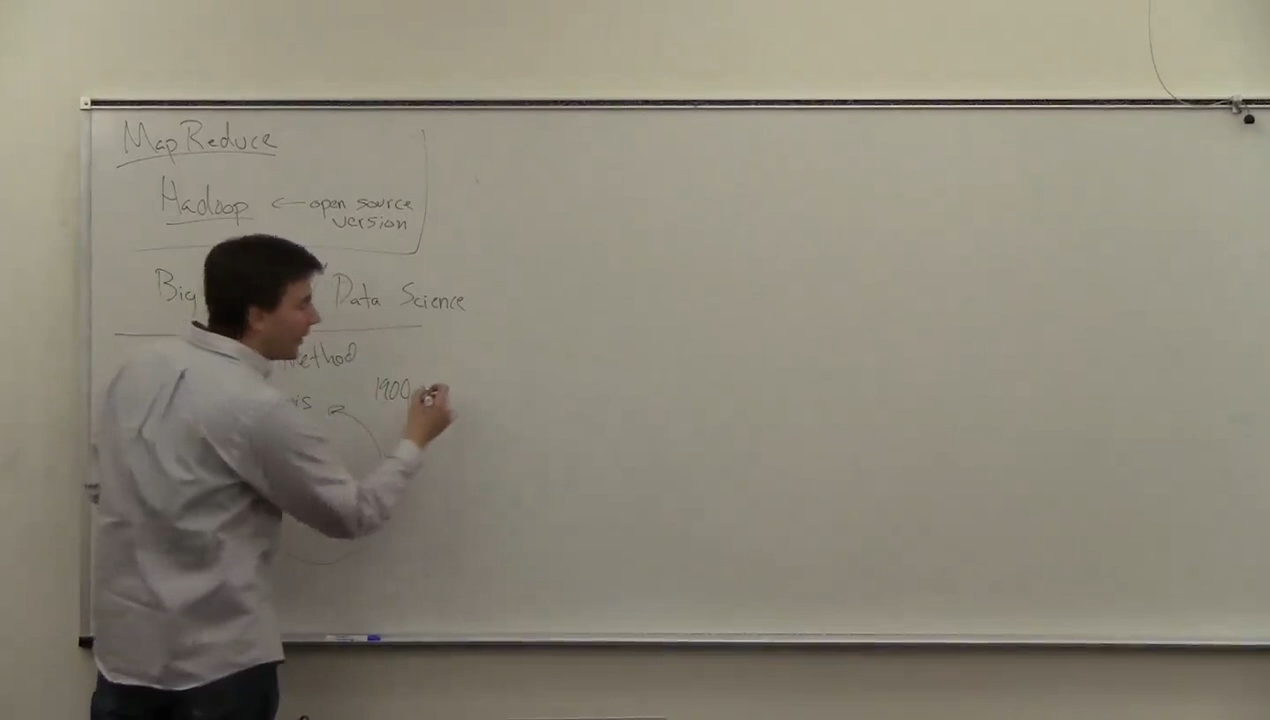 MapReduce
Hadoop ← open source
version
Big Data Science
Method
1900